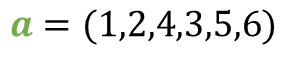 a = (1,2,4,3,5,6)